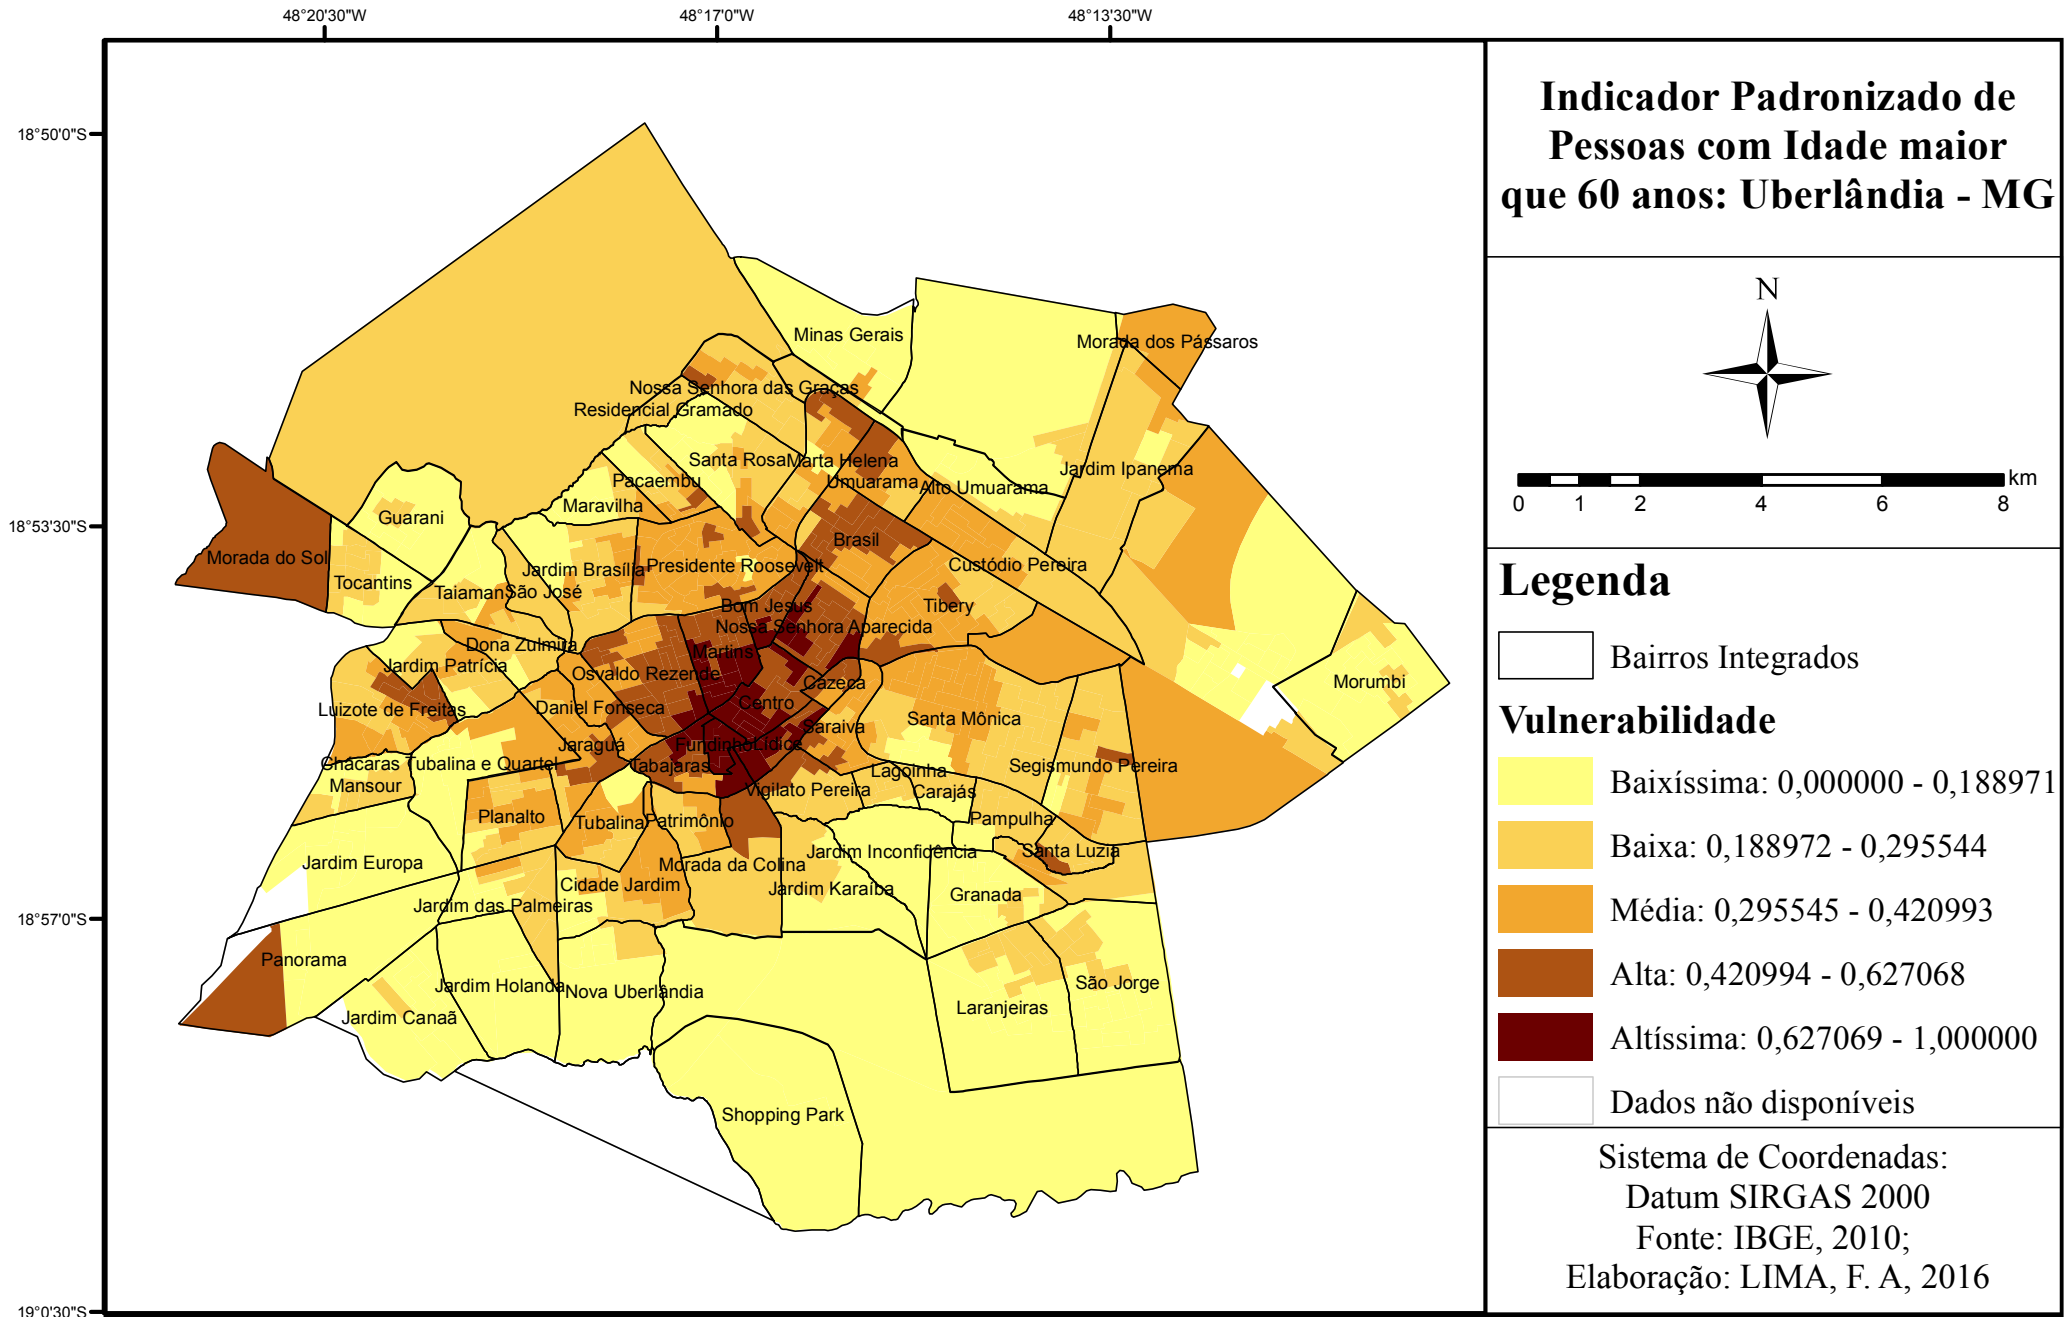 48°20'30"W
48°17'0"W
48°13'30"W
18°50'0"S
18°53'30"S
18°57'0"S
19°0'30"S
Minas Gerais
Morada dos Pássaros
Nossa Senhora das Graças
Residencial Gramado
Santa Rosa
Marta Helena
Jardim Ipanema
Pacaembu
Umuarama
Alto Umuarama
Maravilha
Guarani
Brasil
Morada do Sol
Jardim Brasília
Presidente Roosevelt
Custódio Pereira
Tocantins
Taiaman
São José
Bom Jesus
Tibery
Nossa Senhora Aparecida
Dona Zulmira
Martins
Jardim Patrícia
Osvaldo Rezende
Cazeca
Morumbi
Luizote de Freitas
Daniel Fonseca
Centro
Santa Mônica
Saraiva
Jaraguá
Fundinho
Lídice
Chácaras Tubalina e Quartel
Tabajaras
Lagoinha
Segismundo Pereira
Mansour
Vigilato Pereira
Carajás
Planalto
Tubalina
Patrimônio
Pampulha
Jardim Europa
Morada da Colina
Jardim Inconfidência
Santa Luzia
Cidade Jardim
Jardim Karaíba
Granada
Jardim das Palmeiras
Panorama
Jardim Holanda
Nova Uberlândia
São Jorge
Jardim Canaã
Laranjeiras
Shopping Park
Indicador Padronizado de
Pessoas com Idade maior
que 60 anos: Uberlândia - MG
N
km
0 1 2 4 6 8
Legenda
Bairros Integrados
Vulnerabilidade
Baixíssima: 0,000000 - 0,188971
Baixa: 0,188972 - 0,295544
Média: 0,295545 - 0,420993
Alta: 0,420994 - 0,627068
Altíssima: 0,627069 - 1,000000
Dados não disponíveis
Sistema de Coordenadas:
Datum SIRGAS 2000
Fonte: IBGE, 2010;
Elaboração: LIMA, F. A, 2016